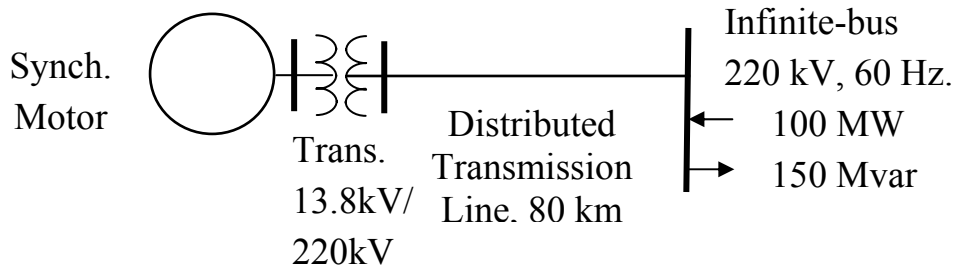 Synch.
Motor
Trans.
13.8kV/
220kV
Distributed
Transmission
Line, 80 km
Infinite-bus
220 kV, 60 Hz.
100 MW
150 Mvar